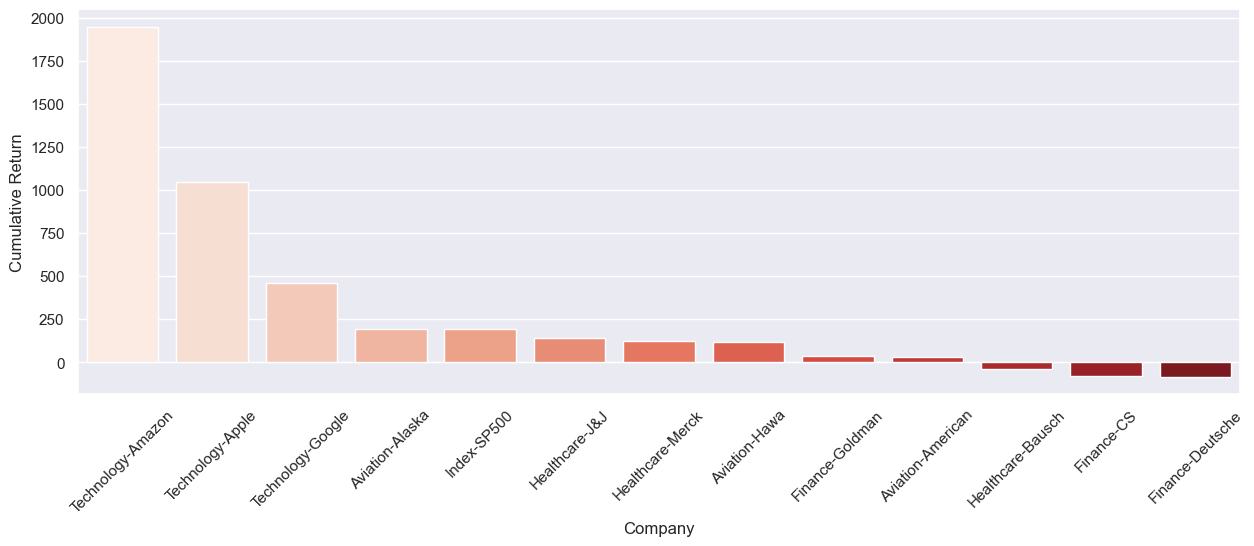 2000
1750
1500
1250
1000
750
500
250
0
Cumulative Return
Technology-Amazon
Technology-Apple
Technology-Google
Aviation-Alaska
Index-SP500
Healthcare-J&J
Healthcare-Merck
Aviation-Hawa
Finance-Goldman
Aviation-American
Healthcare-Bausch
Finance-CS
Finance-Deutsche
Company